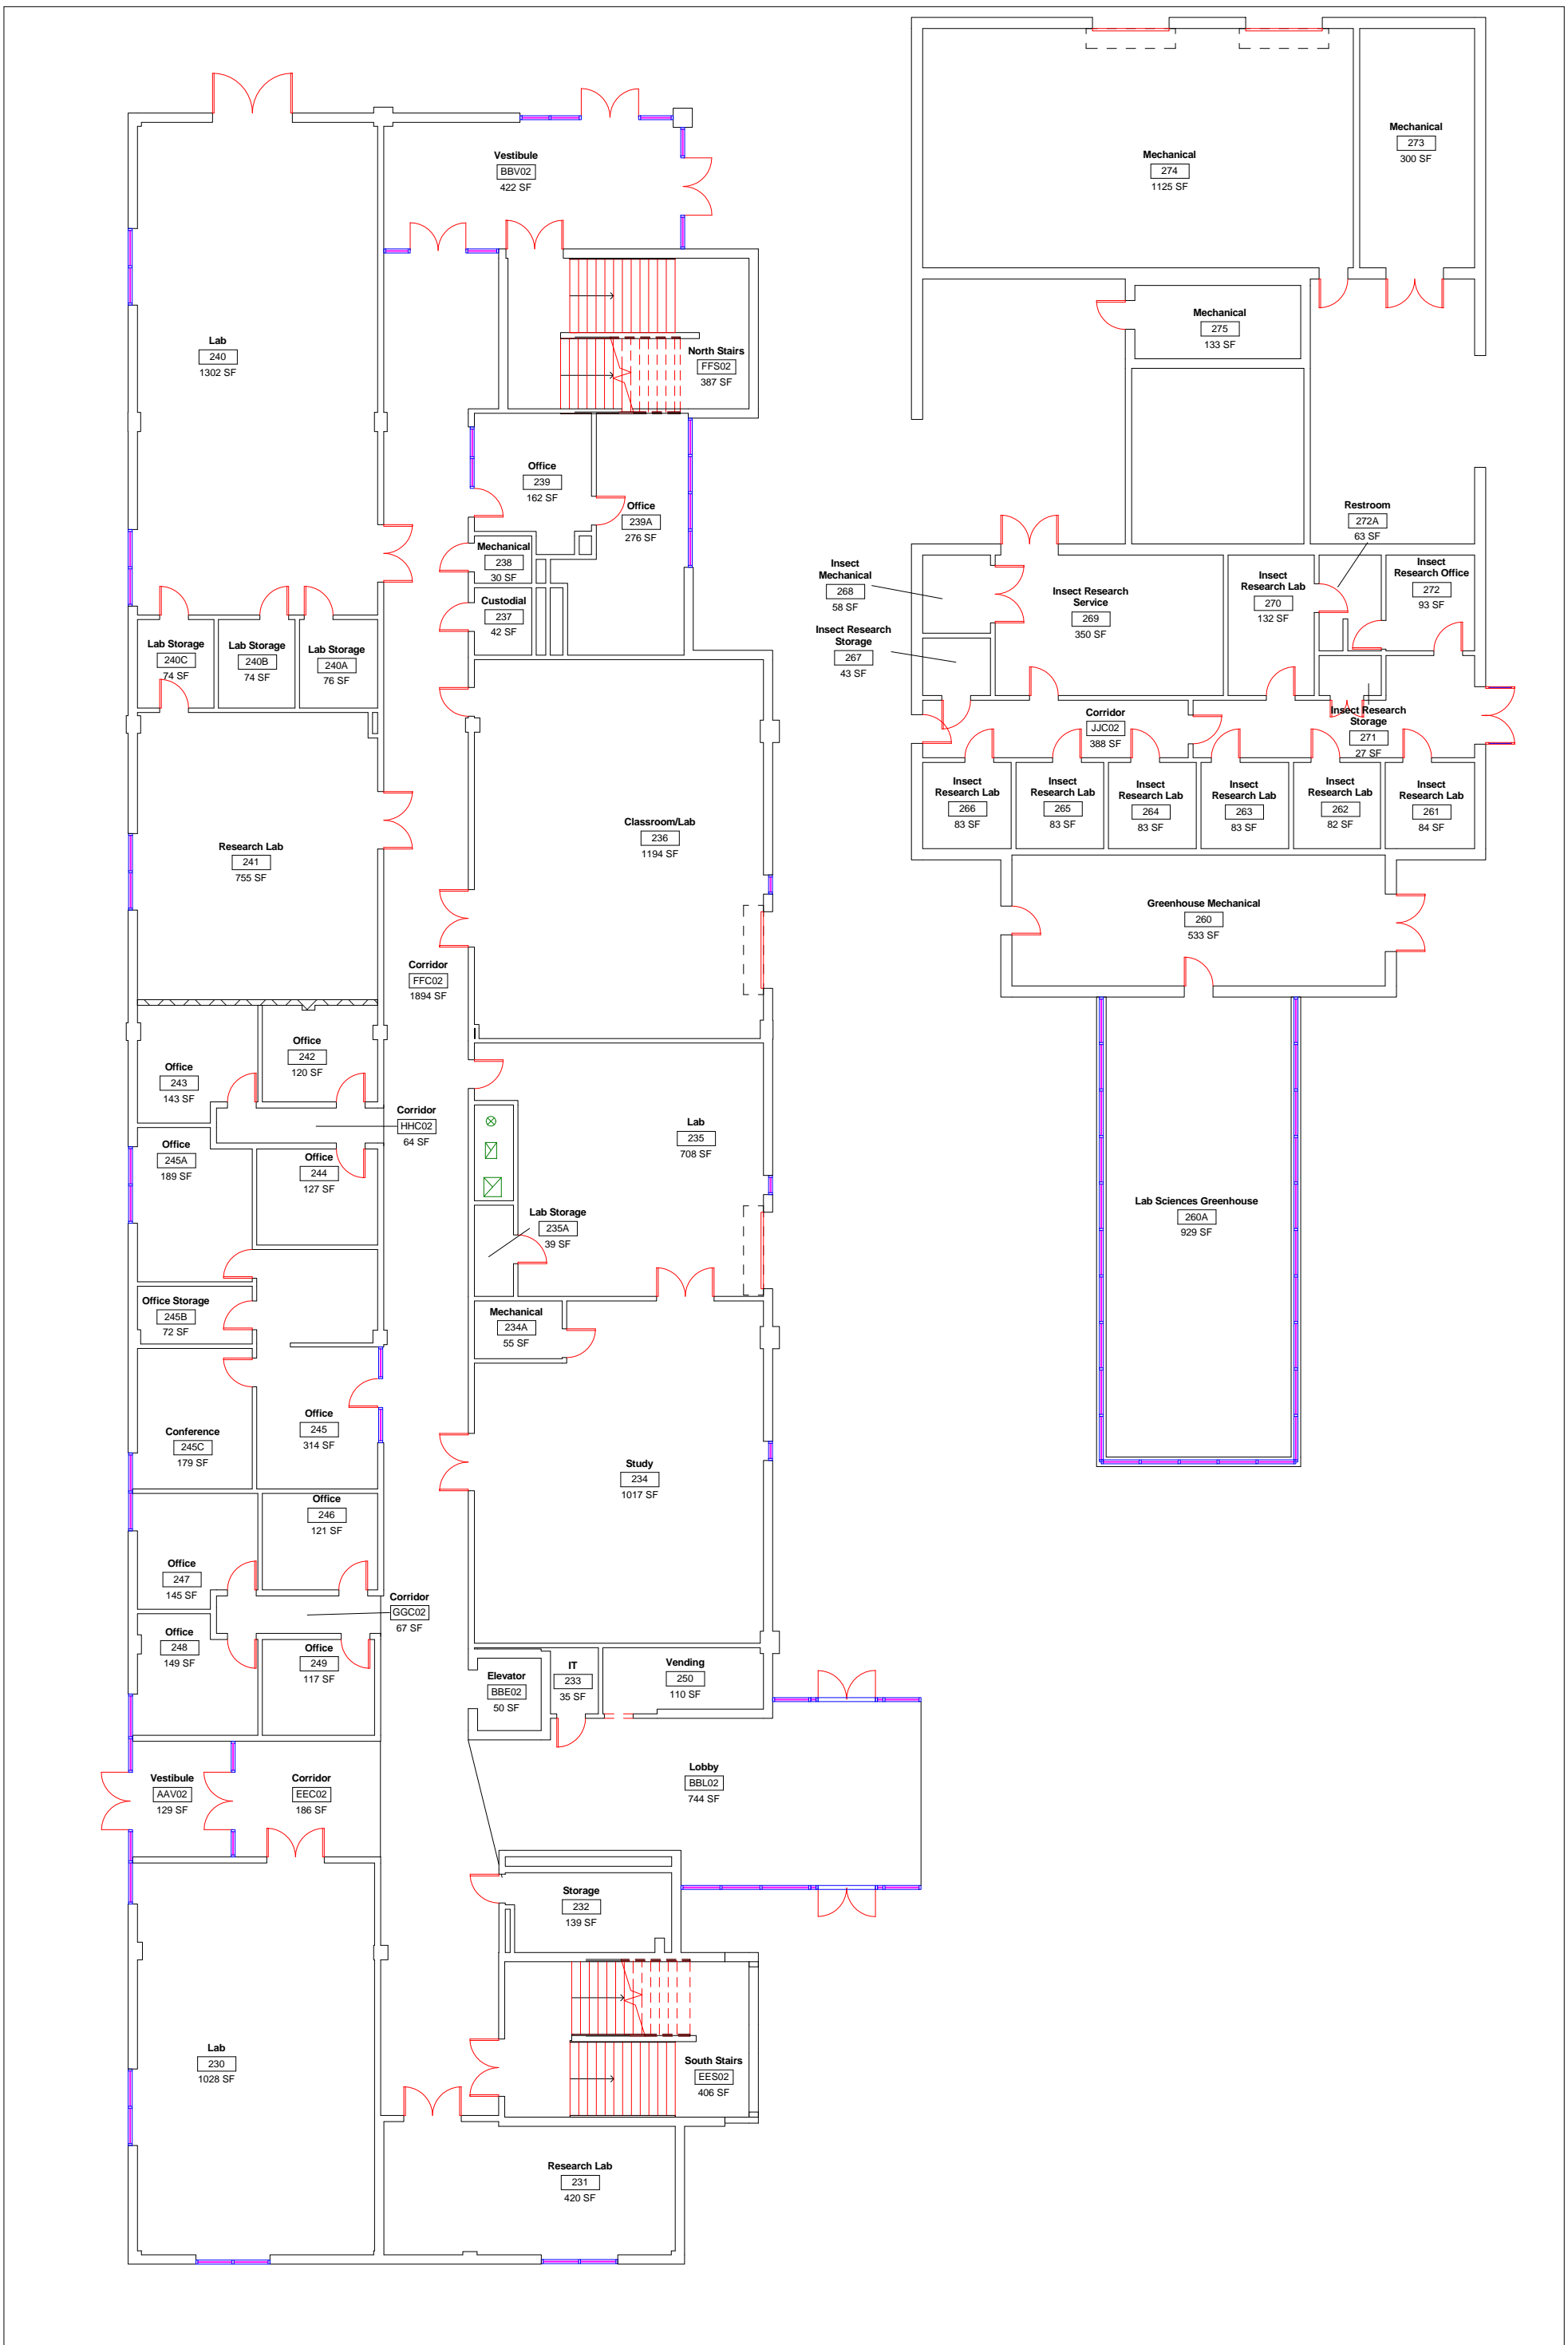 Vestibule
BBV02
422 SF
Lab
240
1302 SF
North Stairs
FFS02
387 SF
Office
239
162 SF
Office
239A
276 SF
Mechanical
238
30 SF
Custodial
237
42 SF
Lab Storage
240C
74 SF
Lab Storage
240B
74 SF
Lab Storage
240A
76 SF
Research Lab
241
755 SF
Classroom/Lab
236
1194 SF
Corridor
FFC02
1894 SF
Office
243
143 SF
Office
242
120 SF
Corridor
HHC02
64 SF
Office
245A
189 SF
Office
244
127 SF
Lab
235
708 SF
Lab Storage
235A
39 SF
Office Storage
245B
72 SF
Mechanical
234A
55 SF
Conference
245C
179 SF
Office
245
314 SF
Study
234
1017 SF
Office
246
121 SF
Office
247
145 SF
Corridor
GGC02
67 SF
Office
248
149 SF
Office
249
117 SF
Elevator
BBE02
50 SF
IT
233
35 SF
Vending
250
110 SF
Vestibule
AAV02
129 SF
Corridor
EEC02
186 SF
Lobby
BBL02
744 SF
Storage
232
139 SF
Lab
230
1028 SF
South Stairs
EES02
406 SF
Research Lab
231
420 SF
Mechanical
274
1125 SF
Mechanical
273
300 SF
Mechanical
275
133 SF
Restroom
272A
63 SF
Insect
Mechanical
268
58 SF
Insect Research
Service
269
350 SF
Insect
Research Lab
270
132 SF
Insect
Research Office
272
93 SF
Insect Research
Storage
267
43 SF
Corridor
JJC02
388 SF
Insect Research
Storage
271
27 SF
Insect
Research Lab
266
83 SF
Insect
Research Lab
265
83 SF
Insect
Research Lab
264
83 SF
Insect
Research Lab
263
83 SF
Insect
Research Lab
262
82 SF
Insect
Research Lab
261
84 SF
Greenhouse Mechanical
260
533 SF
Lab Sciences Greenhouse
260A
929 SF